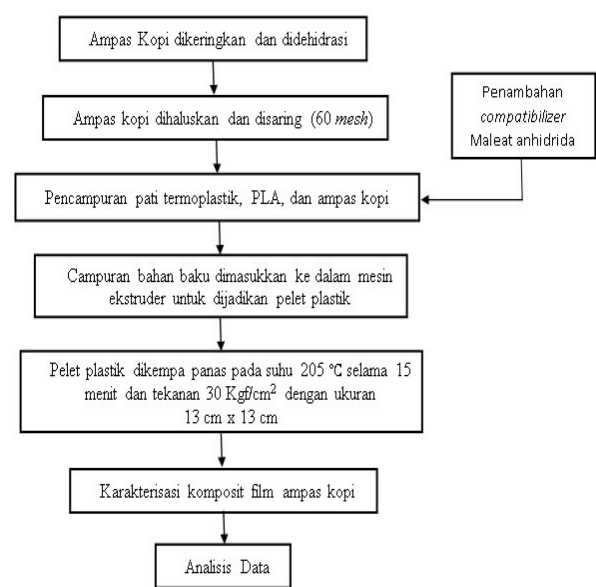 Ampas Kopi dikeringkan dan didehidrasi
Ampas kopi dihaluskan dan disaring (60 mesh)
Penambahan
compatibilizer
Maleat anhidrida
Pencampuran pati termoplastik, PLA, dan ampas kopi
Campuran bahan baku dimasukkan ke dalam mesin
ekstruder untuk dijadikan pelet plastik
Pelet plastik dikempa panas pada suhu 205 °C selama 15
menit dan tekanan 30 Kgf/cm² dengan ukuran
13 cm x 13 cm
Karakterisasi komposit film ampas kopi
Analisis Data